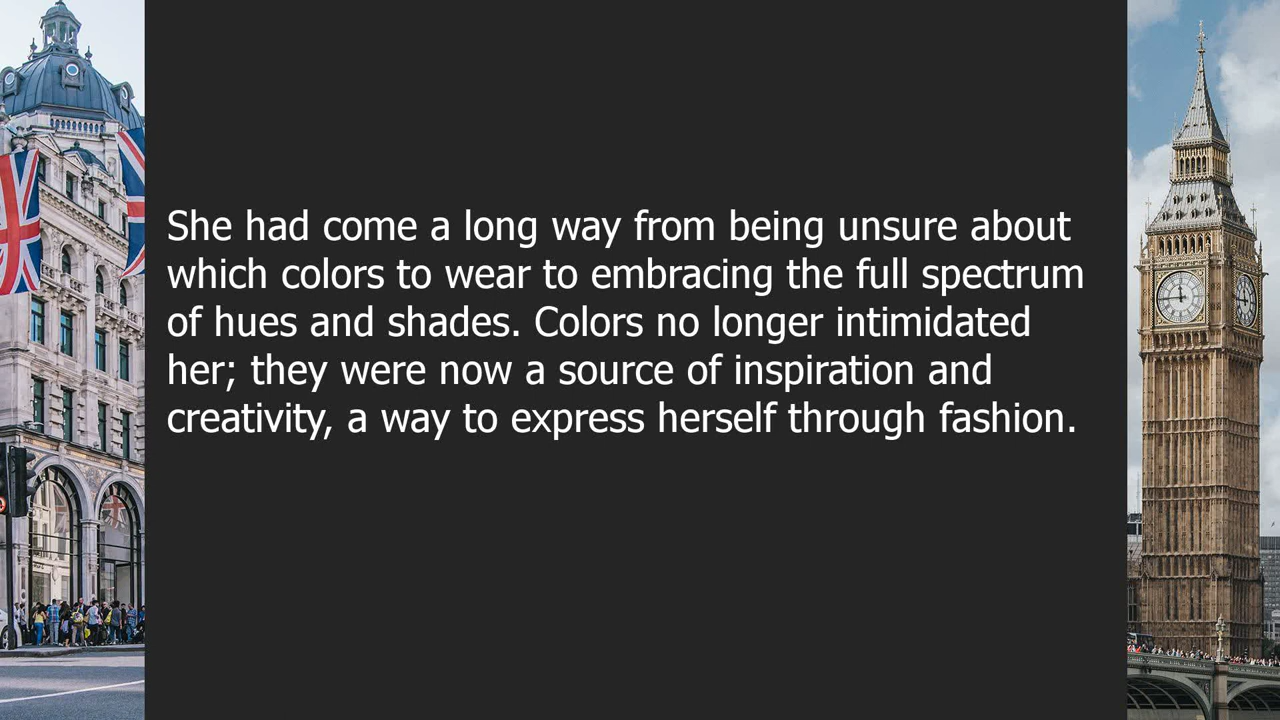 She had come a long way from being unsure about
which colors to wear to embracing the full spectrum
of hues and shades. Colors no longer intimidated
her; they were now a source of inspiration and
creativity, a way to express herself through fashion.